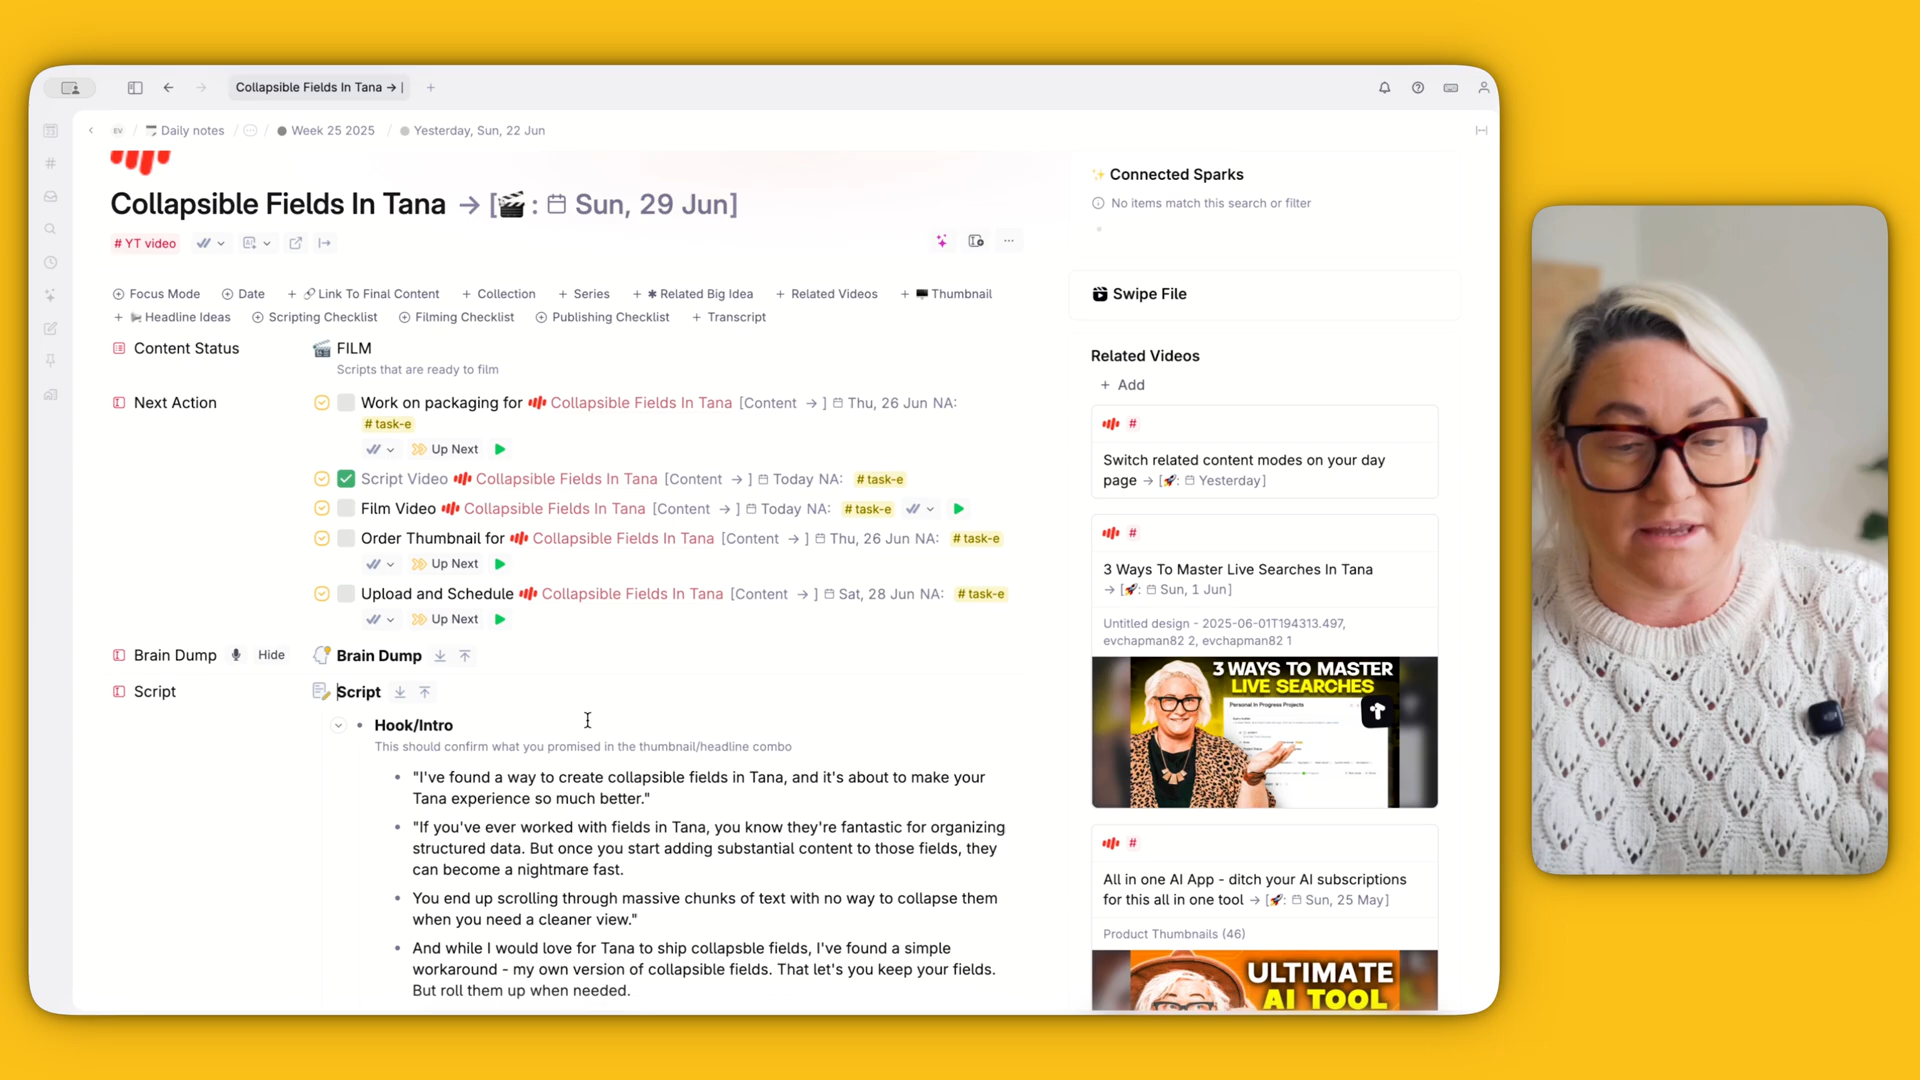 Collapsible Fields In Tana → |
EV / Daily notes / Week 25 2025 / Yesterday, Sun, 22 Jun
Collapsible Fields In Tana → [🎬 : Sun, 29 Jun]
# YT video
Focus Mode Date + Link To Final Content + Collection + Series + ✱ Related Big Idea + Related Videos + Thumbnail
+ Headline Ideas Scripting Checklist Filming Checklist Publishing Checklist + Transcript
Content Status FILM
Scripts that are ready to film
Next Action Work on packaging for Collapsible Fields In Tana [Content → ] Thu, 26 Jun NA:
# task-e
Up Next
Script Video Collapsible Fields In Tana [Content → ] Today NA: # task-e
Film Video Collapsible Fields In Tana [Content → ] Today NA: # task-e
Order Thumbnail for Collapsible Fields In Tana [Content → ] Thu, 26 Jun NA: # task-e
Up Next
Upload and Schedule Collapsible Fields In Tana [Content → ] Sat, 28 Jun NA: # task-e
Up Next
Brain Dump Hide Brain Dump
Script Script
Hook/Intro
This should confirm what you promised in the thumbnail/headline combo
• "I've found a way to create collapsible fields in Tana, and it's about to make your
Tana experience so much better."
• "If you've ever worked with fields in Tana, you know they're fantastic for organizing
structured data. But once you start adding substantial content to those fields, they
can become a nightmare fast.
• You end up scrolling through massive chunks of text with no way to collapse them
when you need a cleaner view."
• And while I would love for Tana to ship collapsble fields, I've found a simple
workaround - my own version of collapsible fields. That let's you keep your fields.
But roll them up when needed.
Connected Sparks
No items match this search or filter
Swipe File
Related Videos
+ Add
#
Switch related content modes on your day
page → [🚀: Yesterday]
#
3 Ways To Master Live Searches In Tana
→ [🚀: Sun, 1 Jun]
Untitled design - 2025-06-01T194313.497,
evchapman82 2, evchapman82 1
3 WAYS TO MASTER
LIVE SEARCHES
Personal In Progress Projects
#
All in one AI App - ditch your AI subscriptions
for this all in one tool → [🚀: Sun, 25 May]
Product Thumbnails (46)
ULTIMATE
AI TOOL